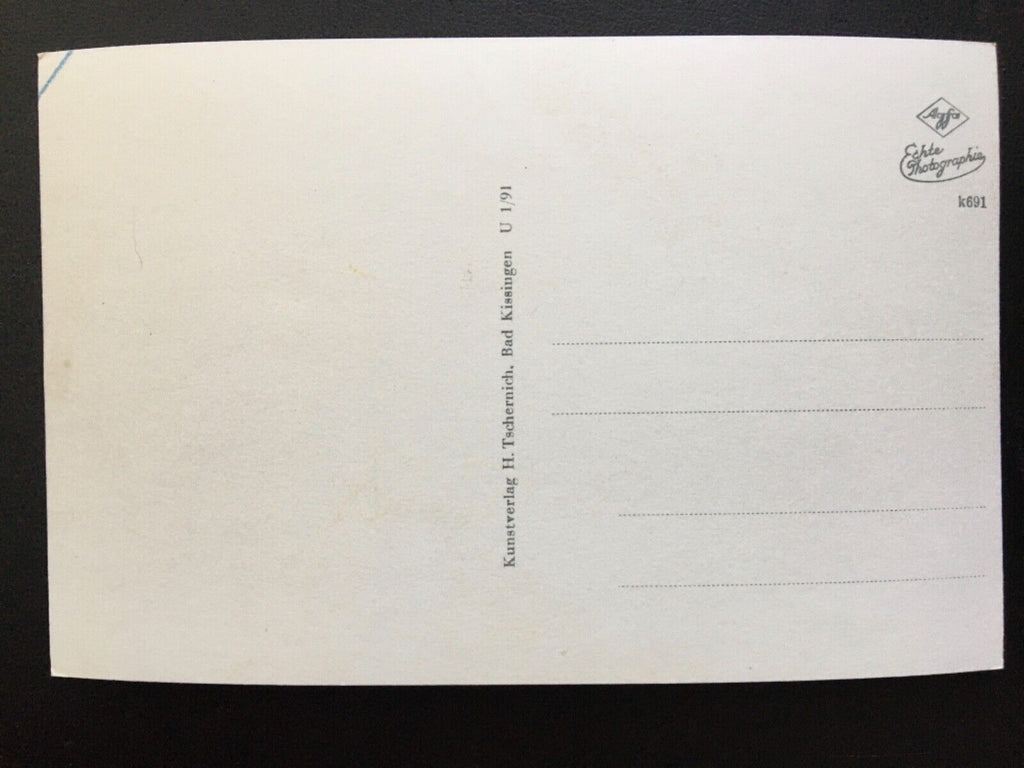 Agfa
Echte
Photographie
k691
Kunstverlag H. Tschernich, Bad Kissingen U 1/91